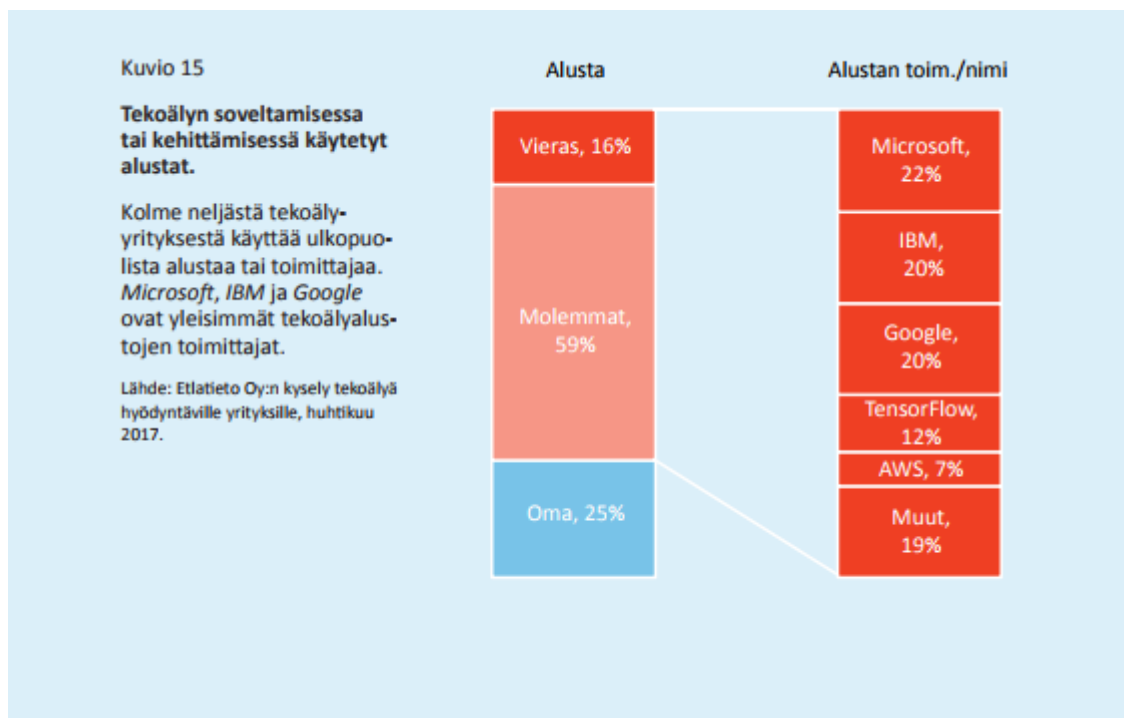 Kuvio 15
Tekoälyn soveltamisessa
tai kehittämisessä käytetyt
alustat.
Kolme neljästä tekoäly-
yrityksestä käyttää ulkopuo-
lista alustaa tai toimittajaa.
Microsoft, IBM ja Google
ovat yleisimmät tekoälyalus-
tojen toimittajat.
Lähde: Etlatieto Oy:n kysely tekoälyä
hyödyntäville yrityksille, huhtikuu
2017.
Alusta
Vieras, 16%
Molemmat,
59%
Oma, 25%
Alustan toim./nimi
Microsoft,
22%
IBM,
20%
Google,
20%
TensorFlow,
12%
AWS, 7%
Muut,
19%